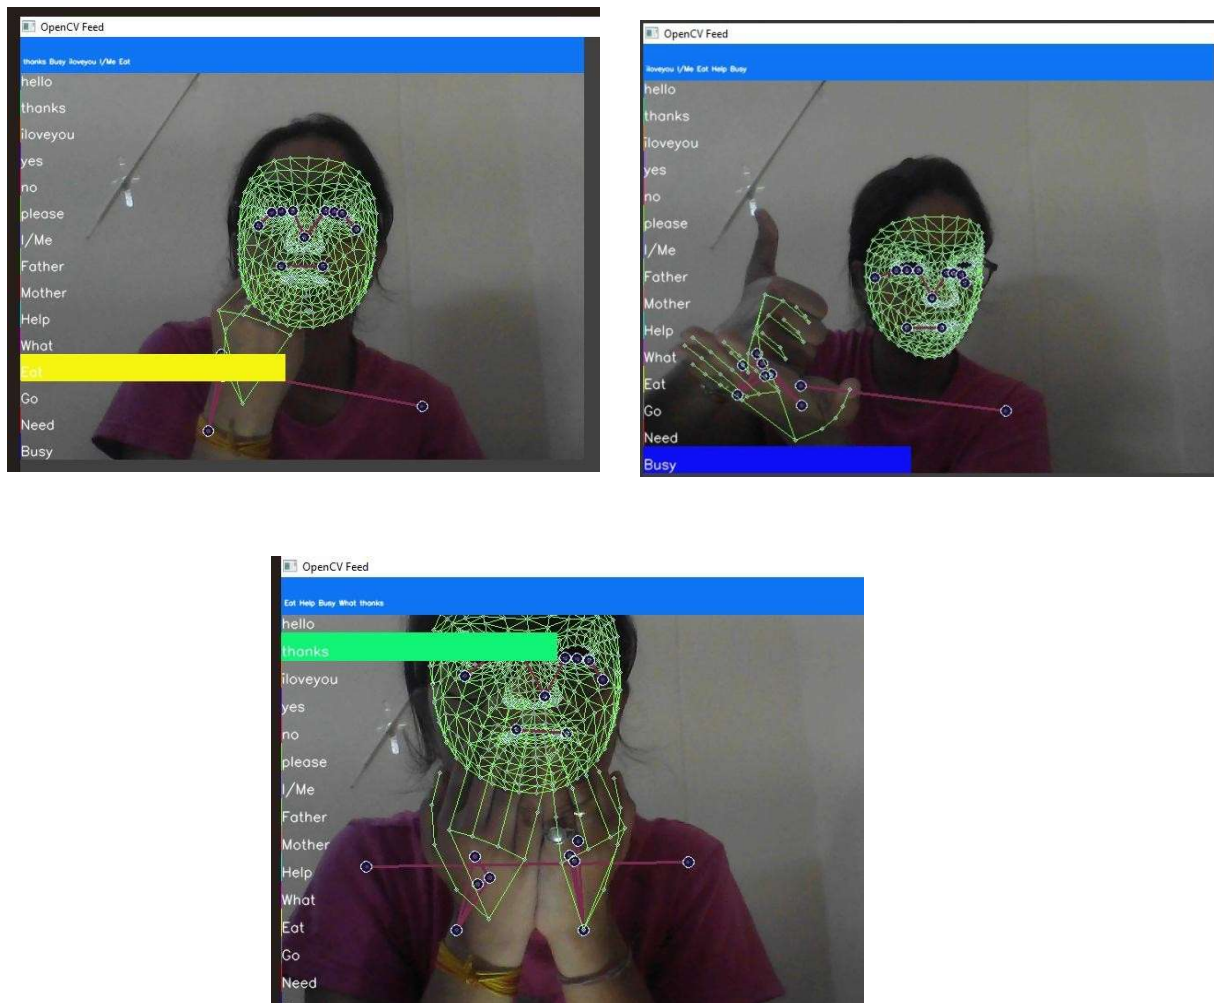 OpenCV Feed
thanks Busy iloveyou I/Me Eat
hello
thanks
iloveyou
yes
no
please
I/Me
Father
Mother
Help
What
Eat
Go
Need
Busy
OpenCV Feed
iloveyou I/Me Eat Help Busy
hello
thanks
iloveyou
yes
no
please
I/Me
Father
Mother
Help
What
Eat
Go
Need
Busy
OpenCV Feed
Eat Help Busy What thanks
hello
thanks
iloveyou
yes
no
please
I/Me
Father
Mother
Help
What
Eat
Go
Need